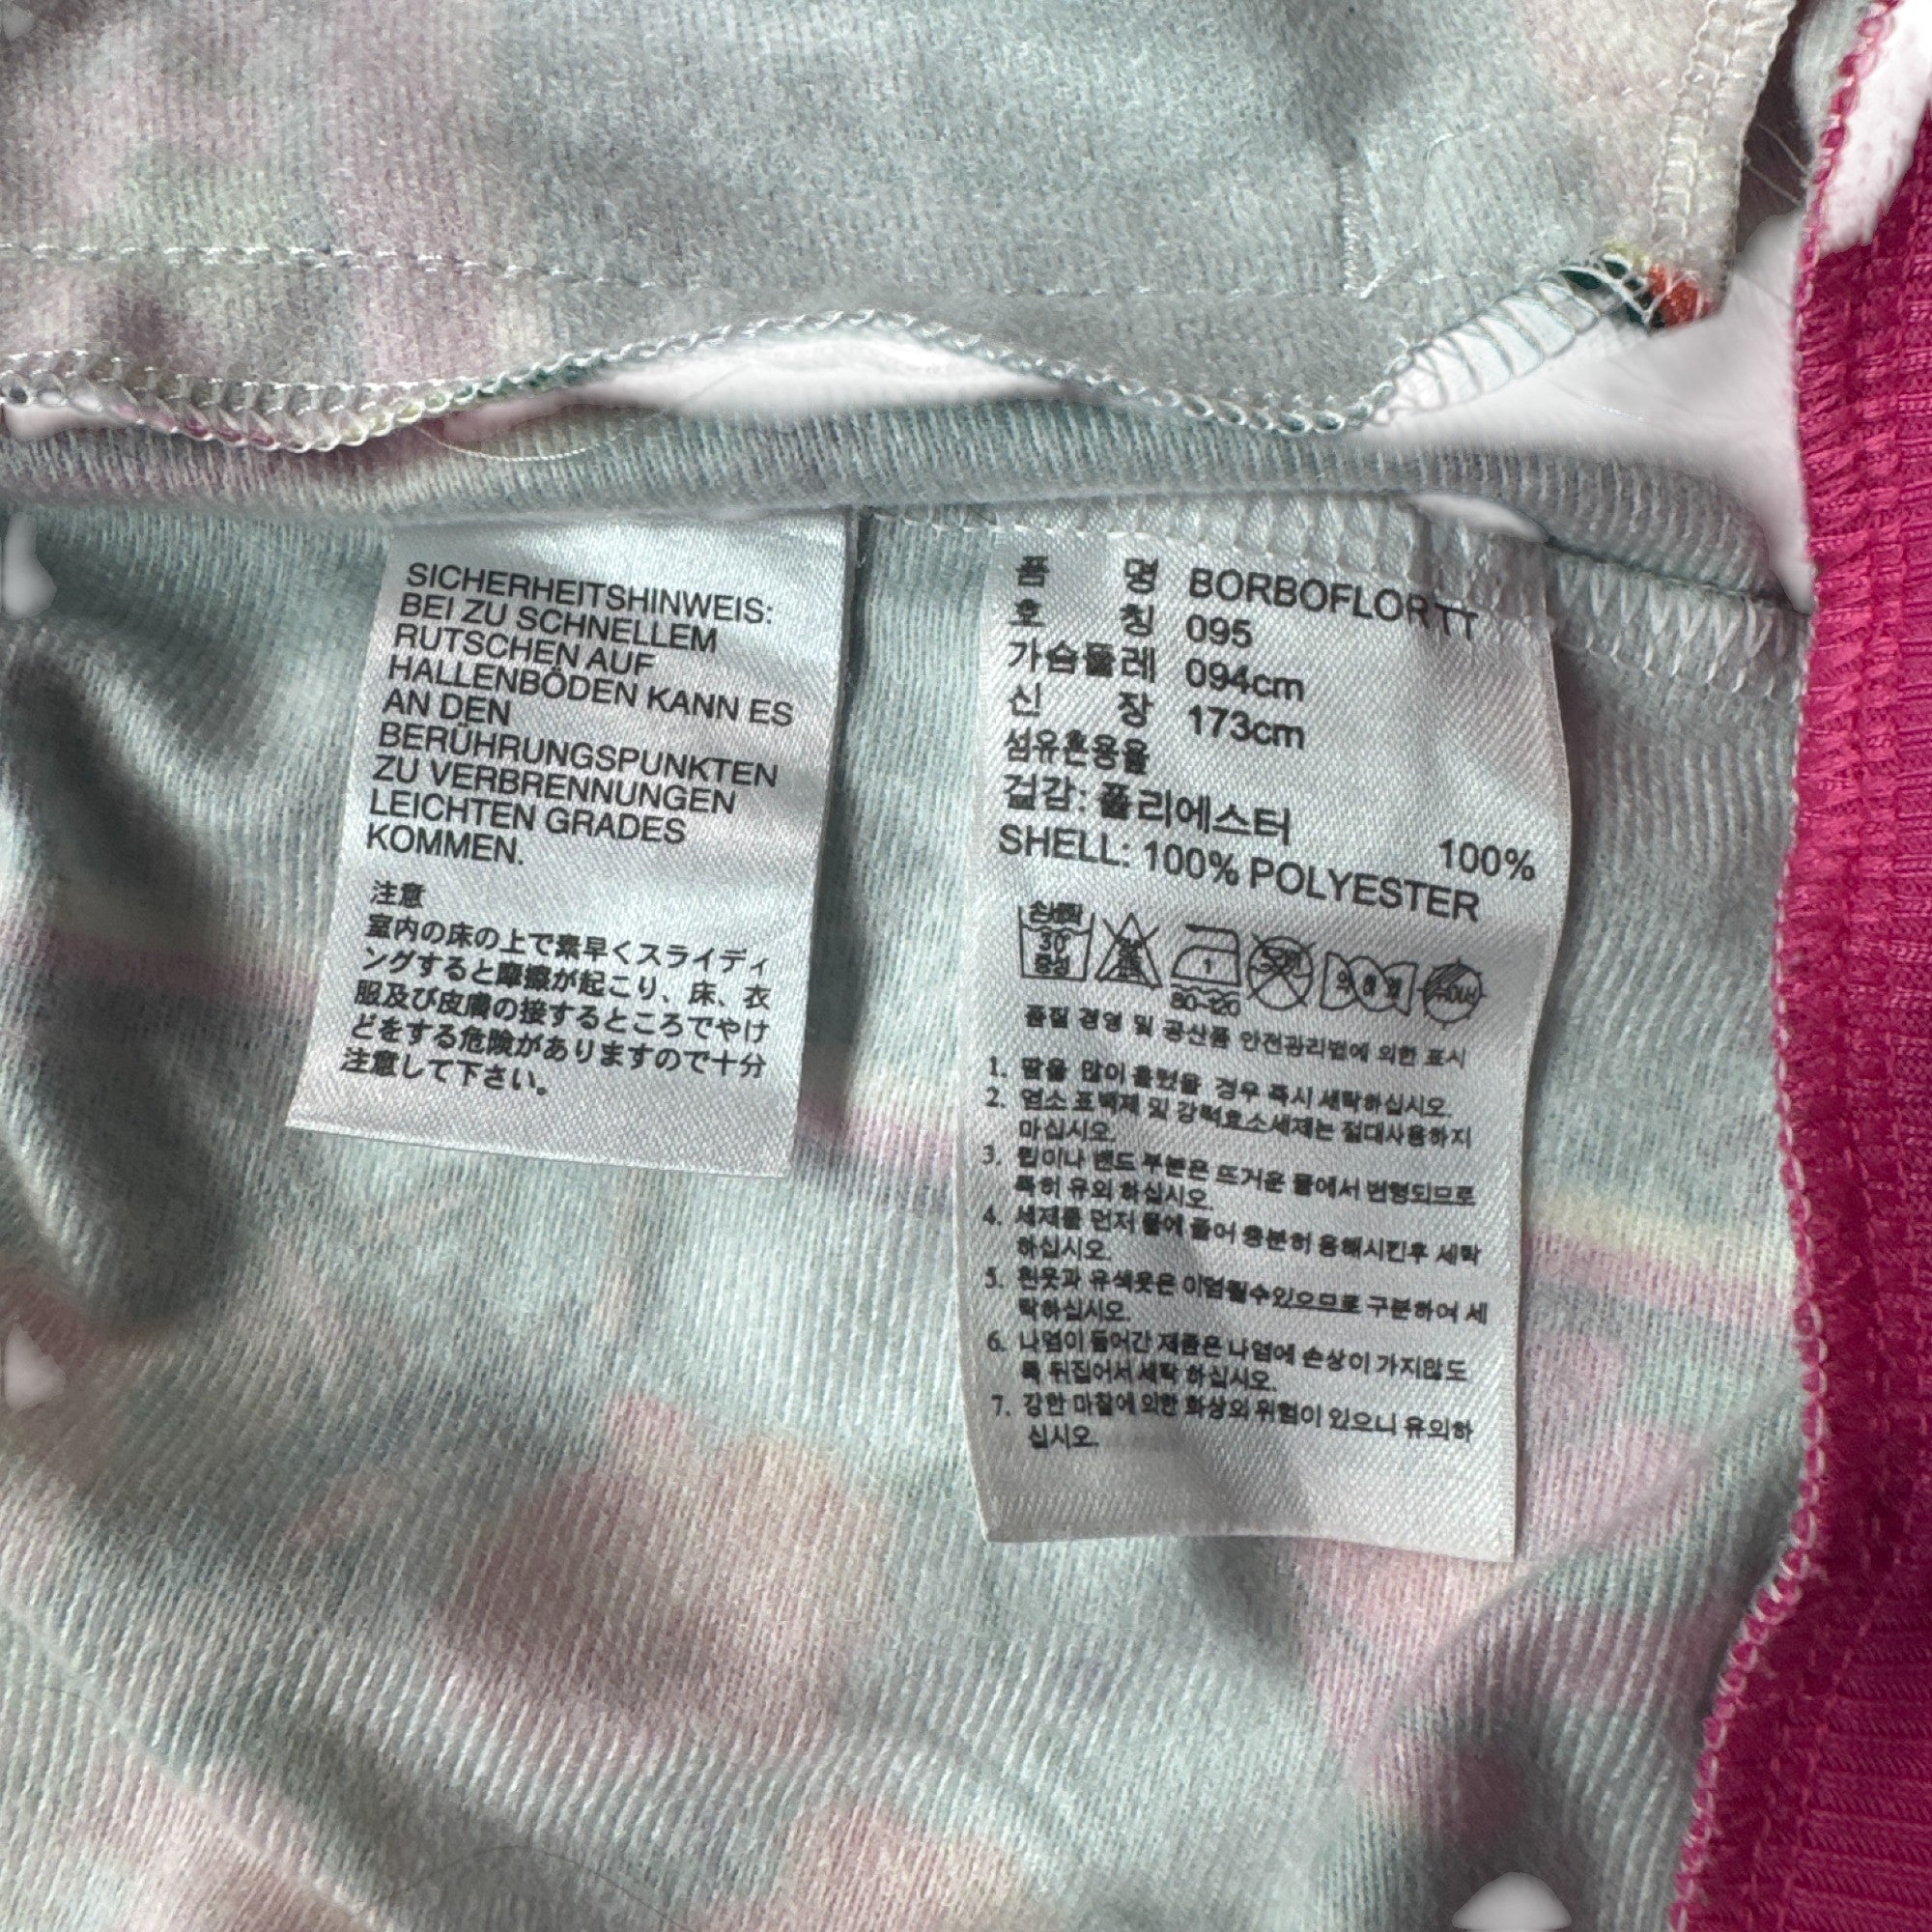 SICHERHEITSHINWEIS:
BEI ZU SCHNELLEM
RUTSCHEN AUF
HALLENBÖDEN KANN ES
AN DEN
BERÜHRUNGSPUNKTEN
ZU VERBRENNUNGEN
LEICHTEN GRADES
KOMMEN.
注意
室内の床の上で素早くスライディ
ングすると摩擦が起こり、床、衣
服及び皮膚の接するところでやけ
どをする危険がありますので十分
注意して下さい。
품 명 BORBOFLOR TT
호 칭 095
가슴둘레 094cm
신 장 173cm
섬유혼용율
겉감: 폴리에스터 100%
SHELL: 100% POLYESTER
손세탁
30°
중성
1
80-120
품질 경영 및 공산품 안전관리법에 의한 표시
1. 땀을 많이 흘렸을 경우 즉시 세탁하십시오.
2. 염소 표백제 및 강력효소세제는 절대사용하지
마십시오.
3. 립이나 밴드 부분은 뜨거운 물에서 변형되므로
특히 유의 하십시오.
4. 세제를 먼저 물에 풀어 충분히 용해시킨후 세탁
하십시오.
5. 흰옷과 유색옷은 이염될수있으므로 구분하여 세
탁하십시오.
6. 나염이 들어간 제품은 나염에 손상이 가지않도
록 뒤집어서 세탁 하십시오.
7. 강한 마찰에 의한 화상의 위험이 있으니 유의하
십시오.